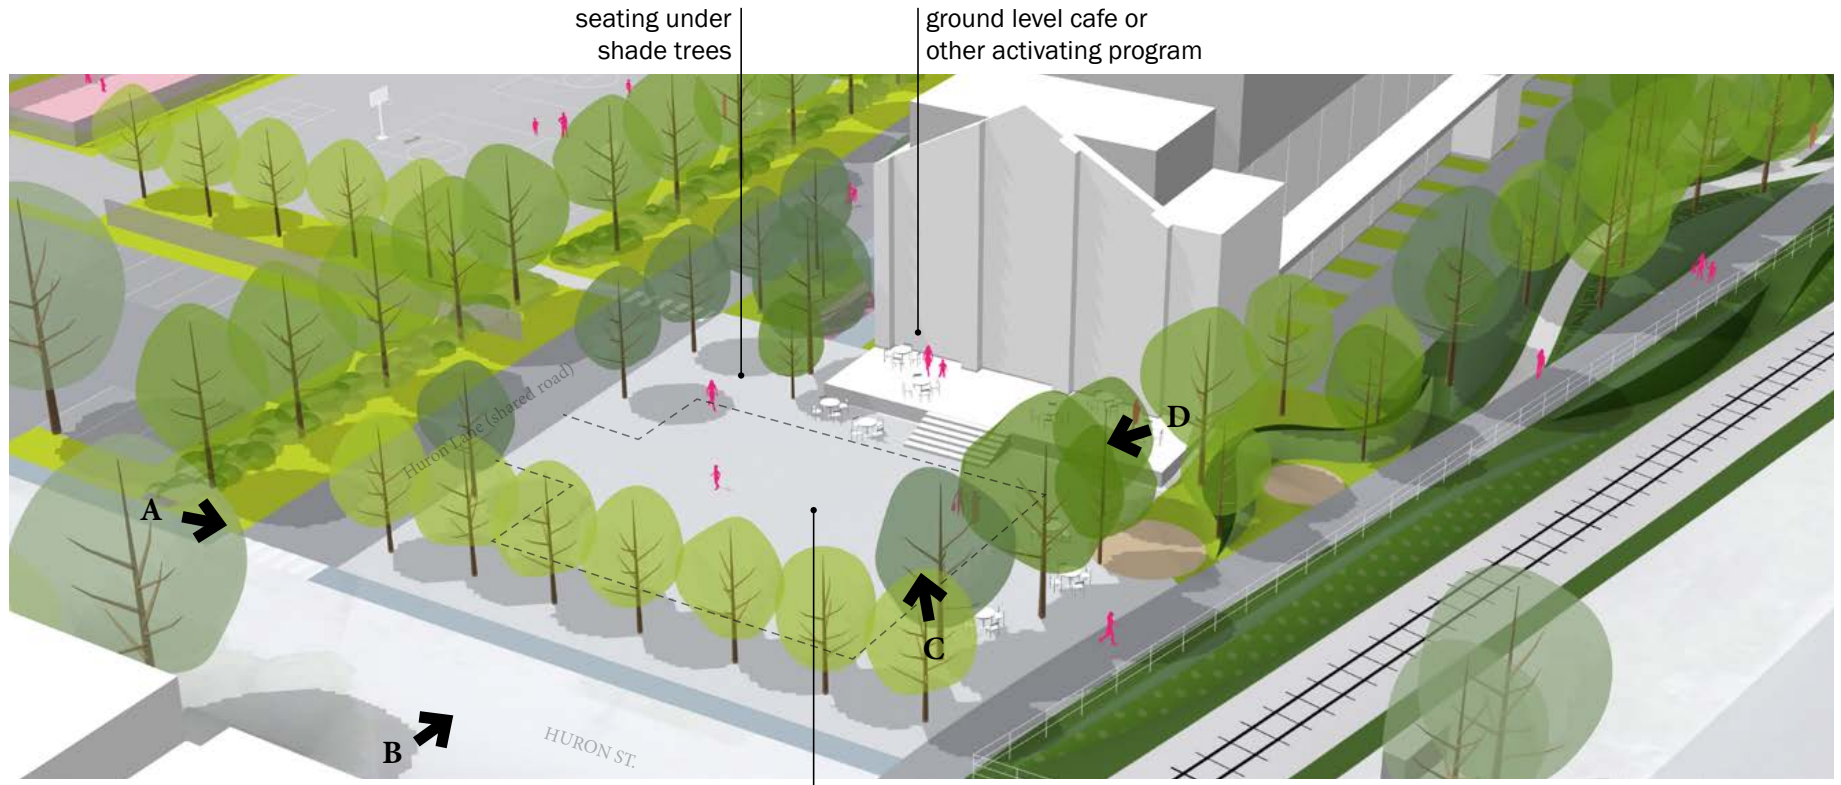 seating under
shade trees
ground level cafe or
other activating program
Huron Lane (shared road)
D
A
C
B
HURON ST.